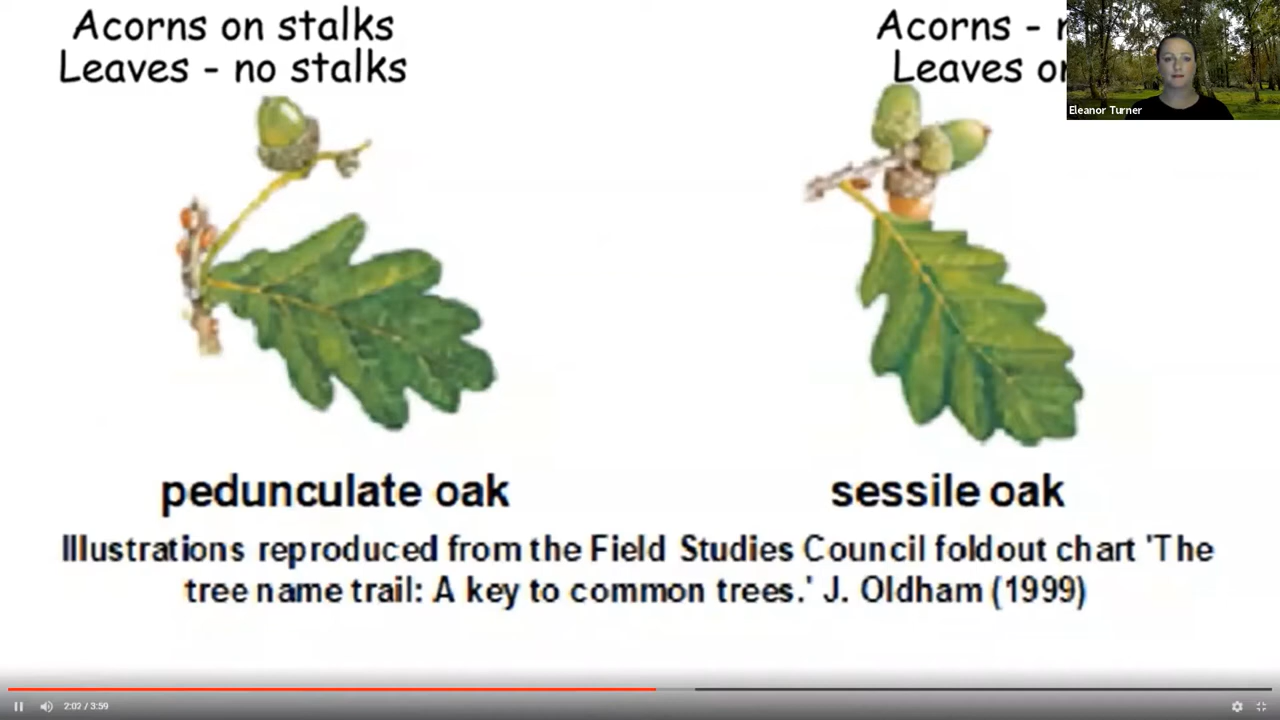 Acorns on stalks
Leaves - no stalks
Acorns -
Leaves
Eleanor Turner
pedunculate oak
sessile oak
Illustrations reproduced from the Field Studies Council foldout chart 'The
tree name trail: A key to common trees.' J. Oldham (1999)
2:02 / 3:59